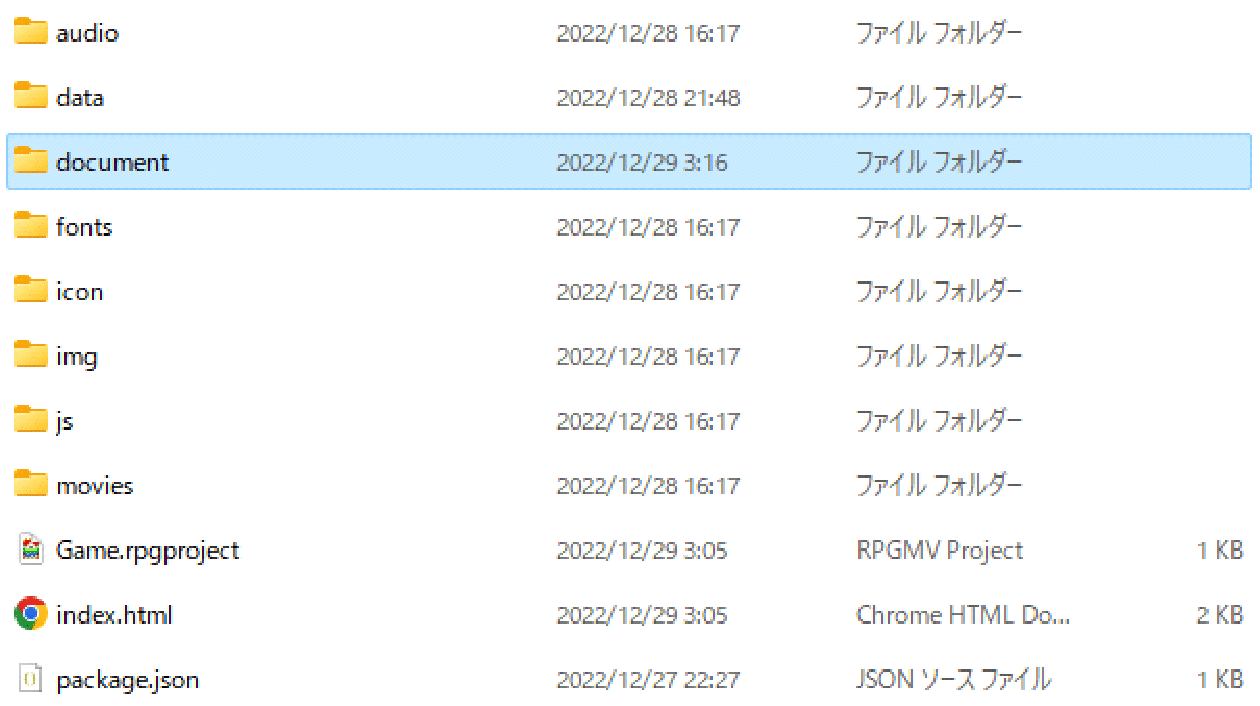 audio 2022/12/28 16:17 ファイル フォルダー
data 2022/12/28 21:48 ファイル フォルダー
document 2022/12/29 3:16 ファイル フォルダー
fonts 2022/12/28 16:17 ファイル フォルダー
icon 2022/12/28 16:17 ファイル フォルダー
img 2022/12/28 16:17 ファイル フォルダー
js 2022/12/28 16:17 ファイル フォルダー
movies 2022/12/28 16:17 ファイル フォルダー
Game.rpgproject 2022/12/29 3:05 RPGMV Project 1 KB
index.html 2022/12/29 3:05 Chrome HTML Do... 2 KB
package.json 2022/12/27 22:27 JSON ソース ファイル 1 KB